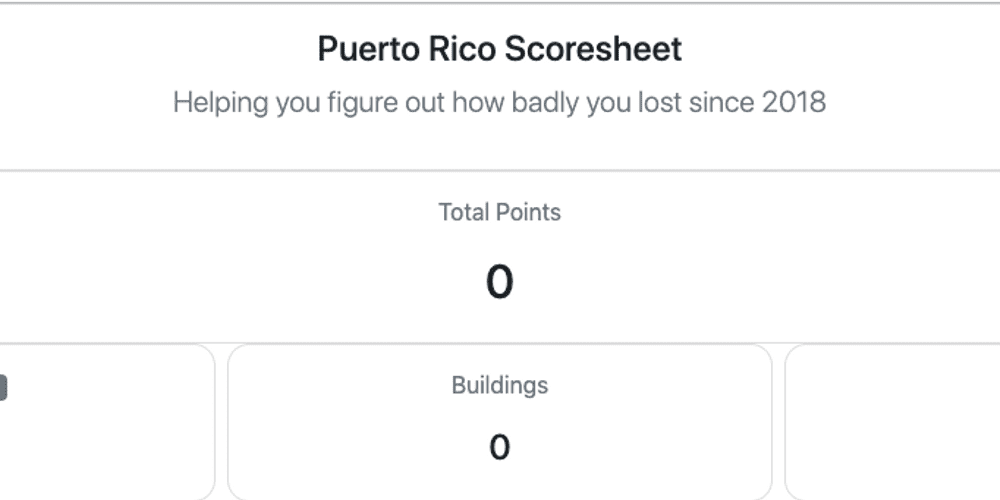 Puerto Rico Scoresheet
Helping you figure out how badly you lost since 2018
Total Points
0
Buildings
0